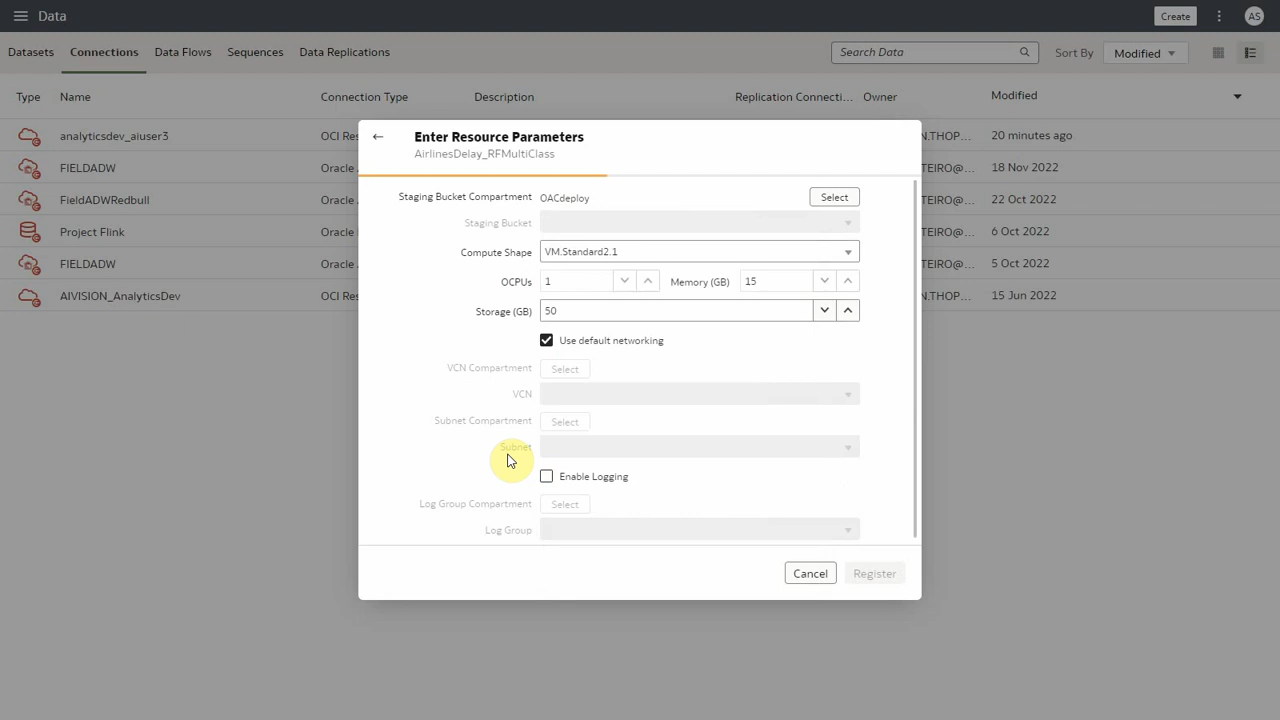 Data
Create
AS
Datasets
Connections
Data Flows
Sequences
Data Replications
Search Data
Sort By
Modified
Type
Name
Connection Type
Description
Replication Connecti...
Owner
Modified
analyticsdev_aiuser3
OCI Res
N.THOP...
20 minutes ago
FIELDADW
Oracle A
TEIRO@...
18 Nov 2022
FieldADWRedbull
Oracle A
TEIRO@...
22 Oct 2022
Project Flink
Oracle
TEIRO@...
6 Oct 2022
FIELDADW
Oracle A
TEIRO@...
5 Oct 2022
AIVISION_AnalyticsDev
OCI Res
N.THOP...
15 Jun 2022
Enter Resource Parameters
AirlinesDelay_RFMultiClass
Staging Bucket Compartment
OACdeploy
Select
Staging Bucket
Compute Shape
VM.Standard2.1
OCPUs
1
Memory (GB)
15
Storage (GB)
50
Use default networking
VCN Compartment
Select
VCN
Subnet Compartment
Select
Subnet
Enable Logging
Log Group Compartment
Select
Log Group
Cancel
Register